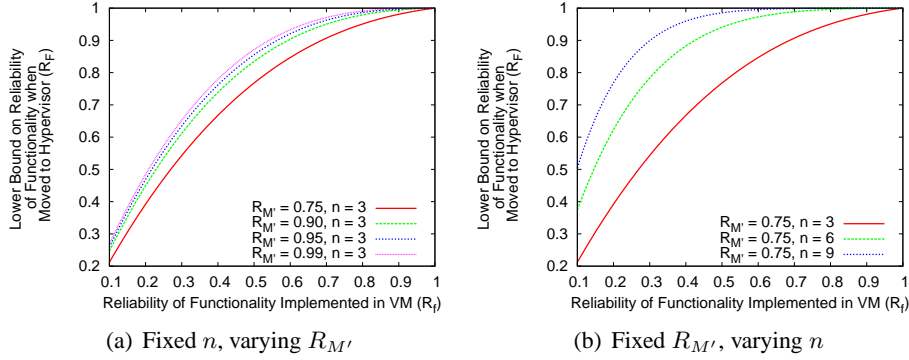 Lower Bound on Reliability
of Functionality when
Moved to Hypervisor (R_F)
1
0.9
0.8
0.7
0.6
0.5
0.4
0.3
0.2
R_M' = 0.75, n = 3
R_M' = 0.90, n = 3
R_M' = 0.95, n = 3
R_M' = 0.99, n = 3
0.1 0.2 0.3 0.4 0.5 0.6 0.7 0.8 0.9 1
Reliability of Functionality Implemented in VM (R_f)
(a) Fixed n, varying R_M'
Lower Bound on Reliability
of Functionality when
Moved to Hypervisor (R_F)
1
0.9
0.8
0.7
0.6
0.5
0.4
0.3
0.2
R_M' = 0.75, n = 3
R_M' = 0.75, n = 6
R_M' = 0.75, n = 9
0.1 0.2 0.3 0.4 0.5 0.6 0.7 0.8 0.9 1
Reliability of Functionality Implemented in VM (R_f)
(b) Fixed R_M', varying n